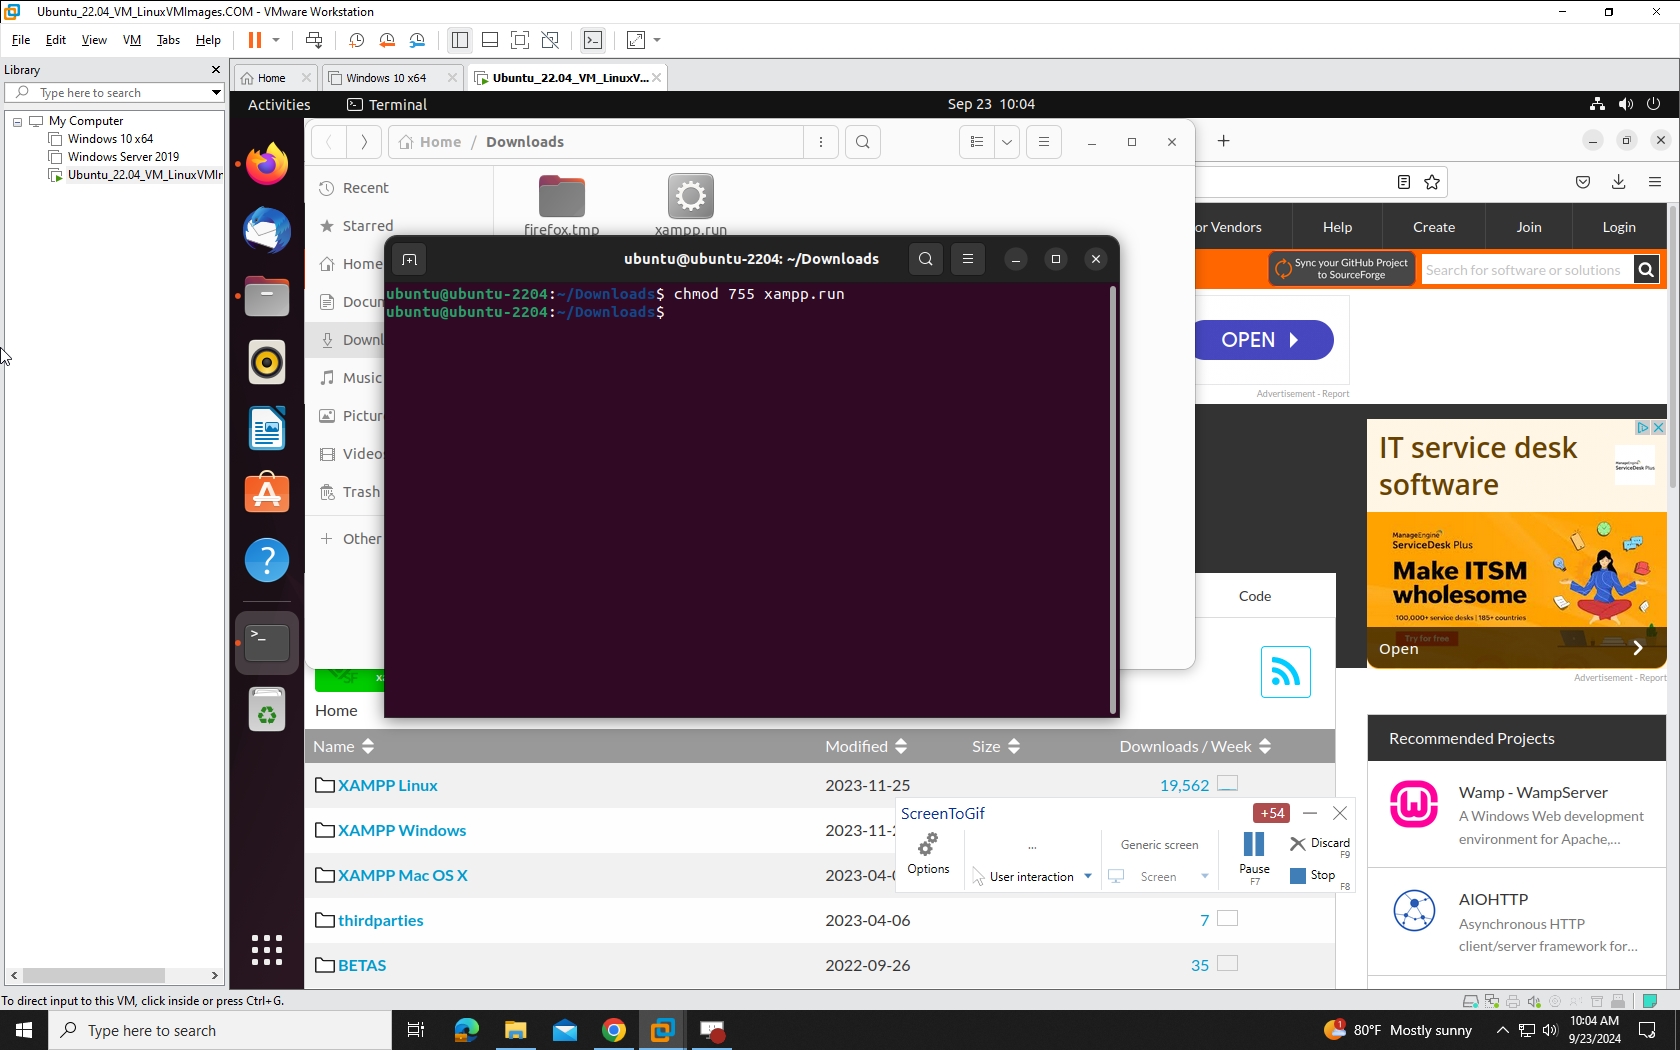 Ubuntu_22.04_VM_LinuxVMImages.COM - VMware Workstation
File Edit View VM Tabs Help
Library
Type here to search
My Computer
Windows 10 x64
Windows Server 2019
Ubuntu_22.04_VM_LinuxVMIr
Home
Windows 10 x64
Ubuntu_22.04_VM_LinuxV...
Activities
Terminal
Sep 23 10:04
Home / Downloads
Recent
Starred
Home
Docum
Downl
Music
Pictur
Video
Trash
Other
firefox.tmp
xampp.run
ubuntu@ubuntu-2204: ~/Downloads
ubuntu@ubuntu-2204:~/Downloads$ chmod 755 xampp.run
ubuntu@ubuntu-2204:~/Downloads$
or Vendors
Help
Create
Join
Login
Sync your GitHub Project
to SourceForge
Search for software or solutions
OPEN
Advertisement - Report
IT service desk
software
ManageEngine
ServiceDesk Plus
ManageEngine
ServiceDesk Plus
Make ITSM
wholesome
100,000+ service desks | 185+ countries
Try for free
Open
Advertisement - Report
Code
Home
Name Modified Size Downloads / Week
XAMPP Linux 2023-11-25 19,562
XAMPP Windows 2023-11-2
XAMPP Mac OS X 2023-04-0
thirdparties 2023-04-06 7
BETAS 2022-09-26 35
Recommended Projects
Wamp - WampServer
A Windows Web development
environment for Apache,...
AIOHTTP
Asynchronous HTTP
client/server framework for...
ScreenToGif
+54
Options
...
User interaction
Generic screen
Screen
Pause
F7
Discard
F9
Stop
F8
To direct input to this VM, click inside or press Ctrl+G.
Type here to search
1
80°F Mostly sunny
10:04 AM
9/23/2024